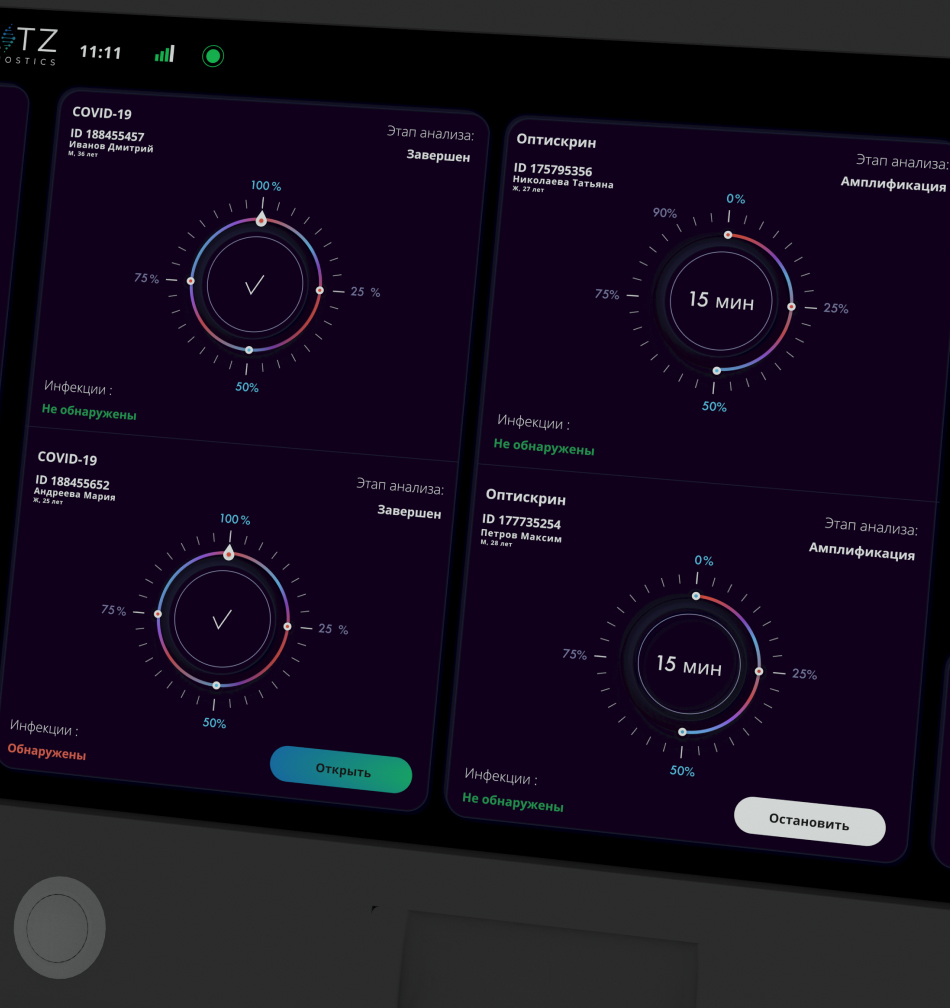 TZ
OSTICS
11:11
COVID-19
ID 188455457
Иванов Дмитрий
М, 36 лет
Этап анализа:
Завершен
100 %
75 %
25 %
50%
Инфекции :
Не обнаружены
COVID-19
ID 188455652
Андреева Мария
Ж, 25 лет
Этап анализа:
Завершен
100 %
75%
25 %
50%
Инфекции :
Обнаружены
Открыть
Оптискрин
ID 175795356
Николаева Татьяна
Ж, 27 лет
Этап анализа:
Амплификация
0%
90%
75%
15 мин
25%
50%
Инфекции :
Не обнаружены
Оптискрин
ID 177735254
Петров Максим
М, 28 лет
Этап анализа:
Амплификация
0%
75%
15 мин
25%
50%
Инфекции :
Не обнаружены
Остановить